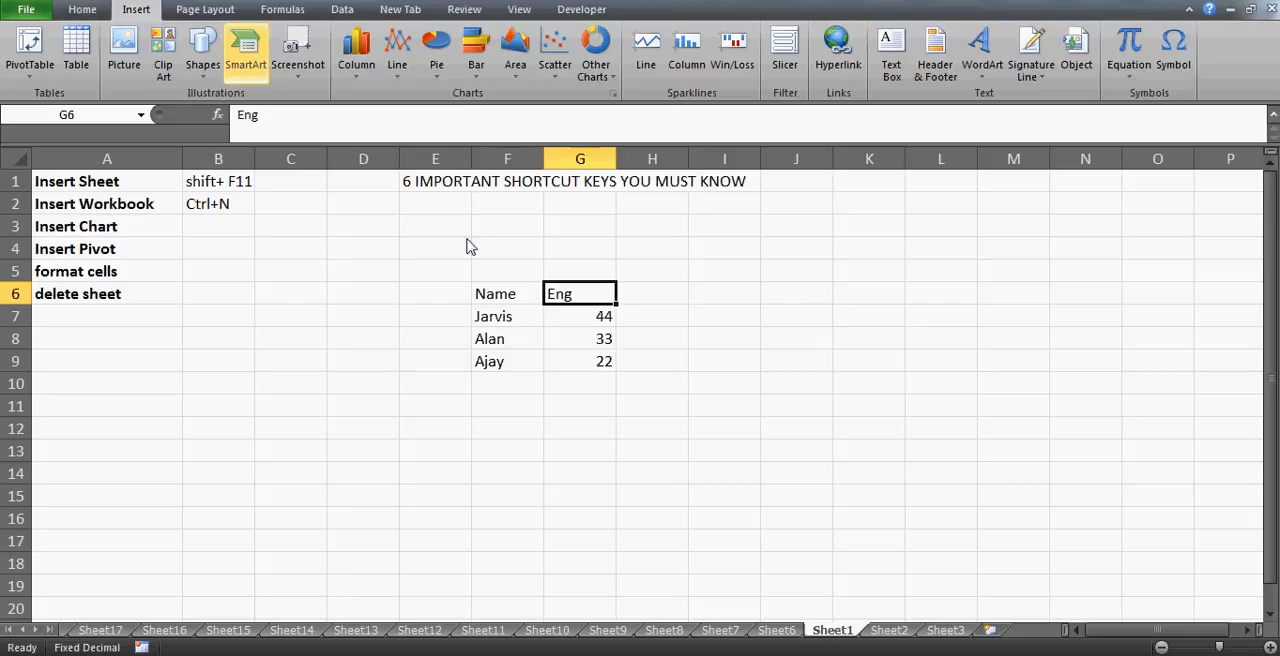 File Home Insert Page Layout Formulas Data New Tab Review View Developer
PivotTable Table Picture Clip Art Shapes SmartArt Screenshot Column Line Pie Bar Area Scatter Other Charts Line Column Win/Loss Slicer Hyperlink Text Box Header & Footer WordArt Signature Line Object Equation Symbol
Tables Illustrations Charts Sparklines Filter Links Text Symbols
G6 fx Eng
A B C D E F G H I J K L M N O P
1 Insert Sheet shift+ F11 6 IMPORTANT SHORTCUT KEYS YOU MUST KNOW
2 Insert Workbook Ctrl+N
3 Insert Chart
4 Insert Pivot
5 format cells
6 delete sheet Name Eng
7 Jarvis 44
8 Alan 33
9 Ajay 22
10
11
12
13
14
15
16
17
18
19
20
Sheet17 Sheet16 Sheet15 Sheet14 Sheet13 Sheet12 Sheet11 Sheet10 Sheet9 Sheet8 Sheet7 Sheet6 Sheet1 Sheet2 Sheet3
Ready Fixed Decimal